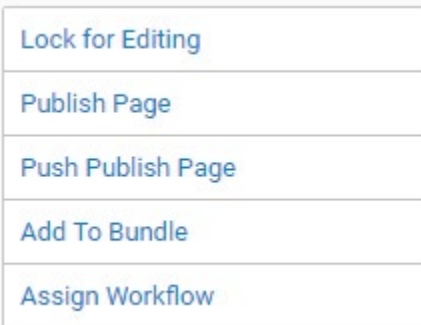 Lock for Editing
Publish Page
Push Publish Page
Add To Bundle
Assign Workflow